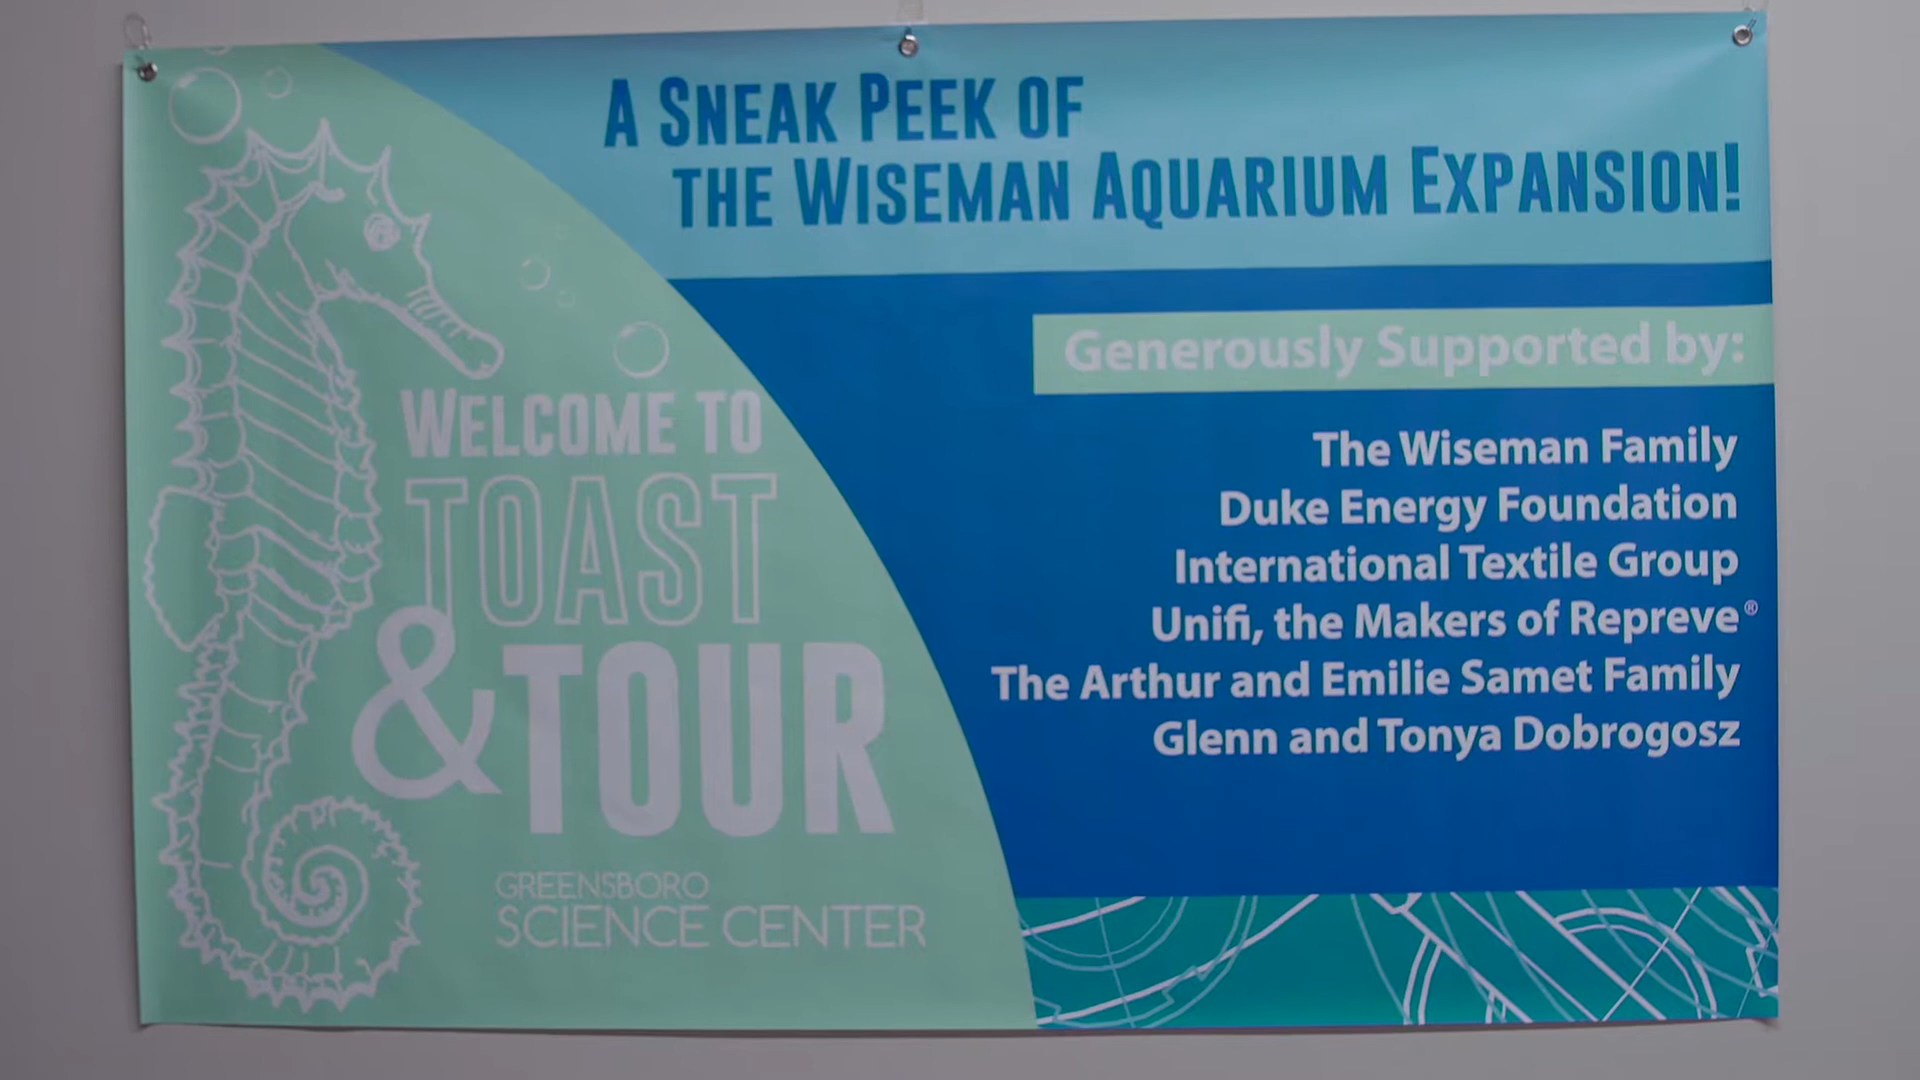 A SNEAK PEEK OF
THE WISEMAN AQUARIUM EXPANSION!
WELCOME TO
TOAST
& TOUR
GREENSBORO
SCIENCE CENTER
Generously Supported by:
The Wiseman Family
Duke Energy Foundation
International Textile Group
Unifi, the Makers of Repreve®
The Arthur and Emilie Samet Family
Glenn and Tonya Dobrogosz